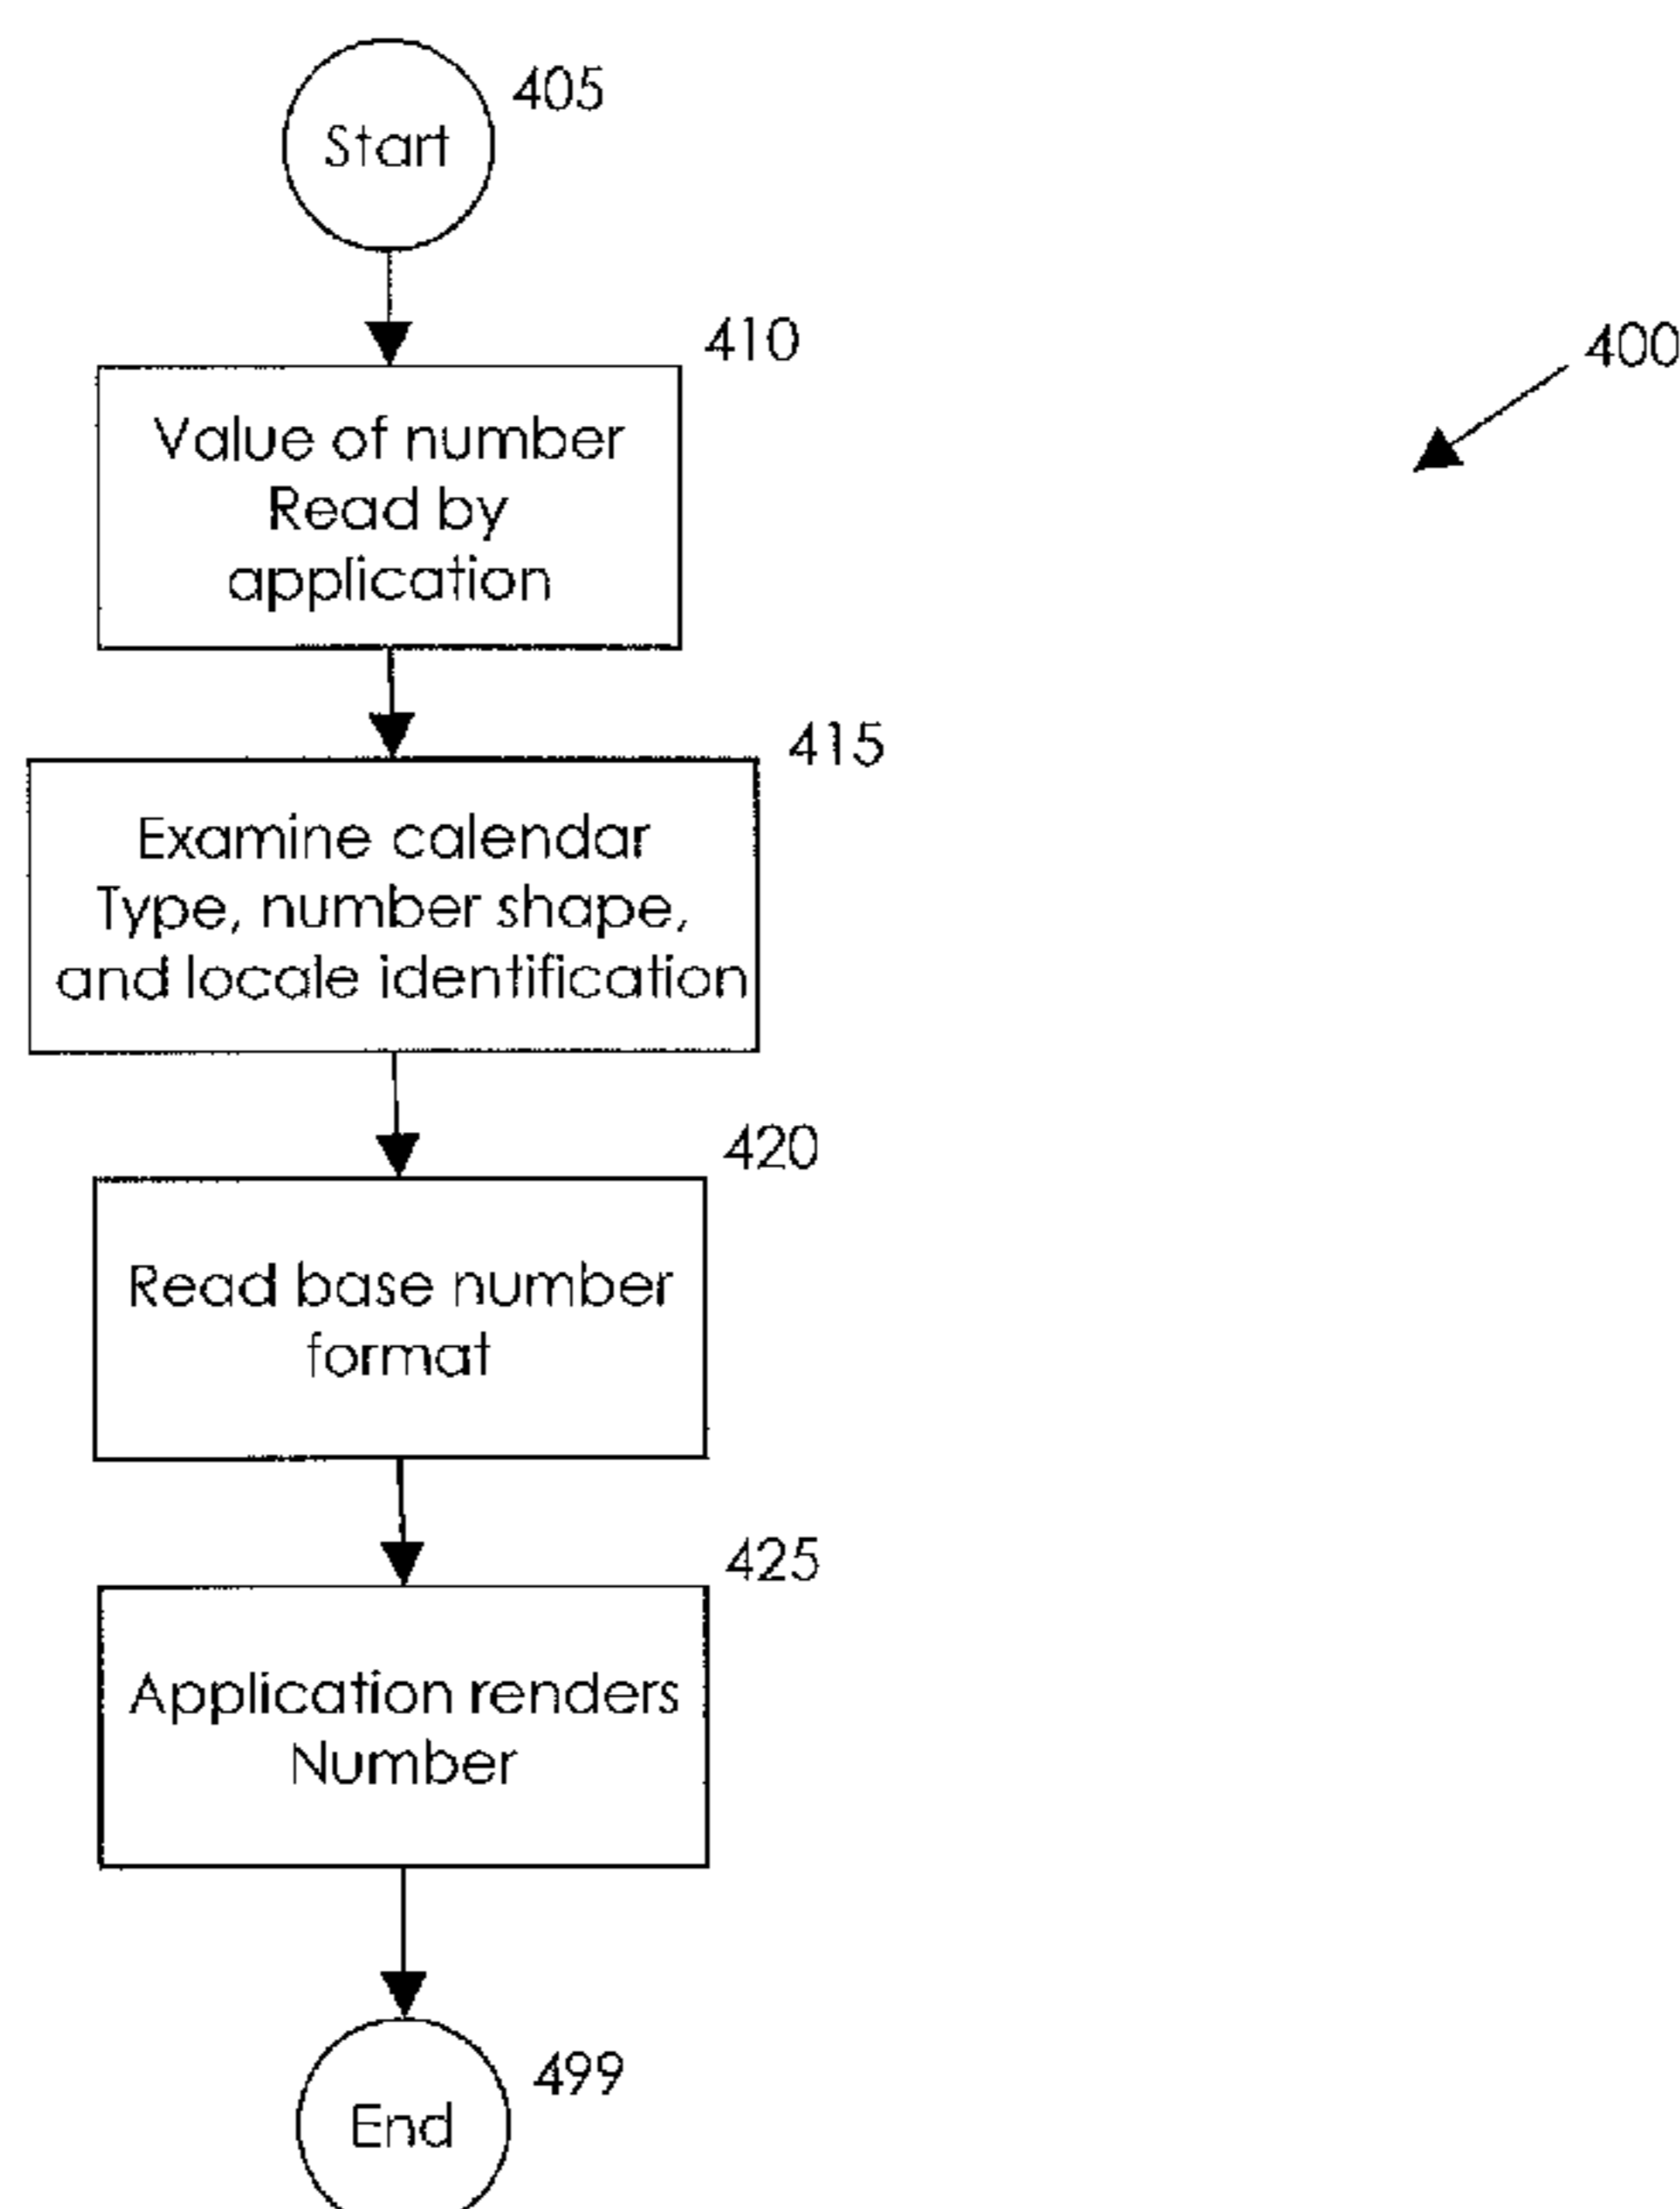 405
Start
410
400
Value of number
Read by
application
415
Examine calendar
Type, number shape,
and locale identification
420
Read base number
format
425
Application renders
Number
499
End